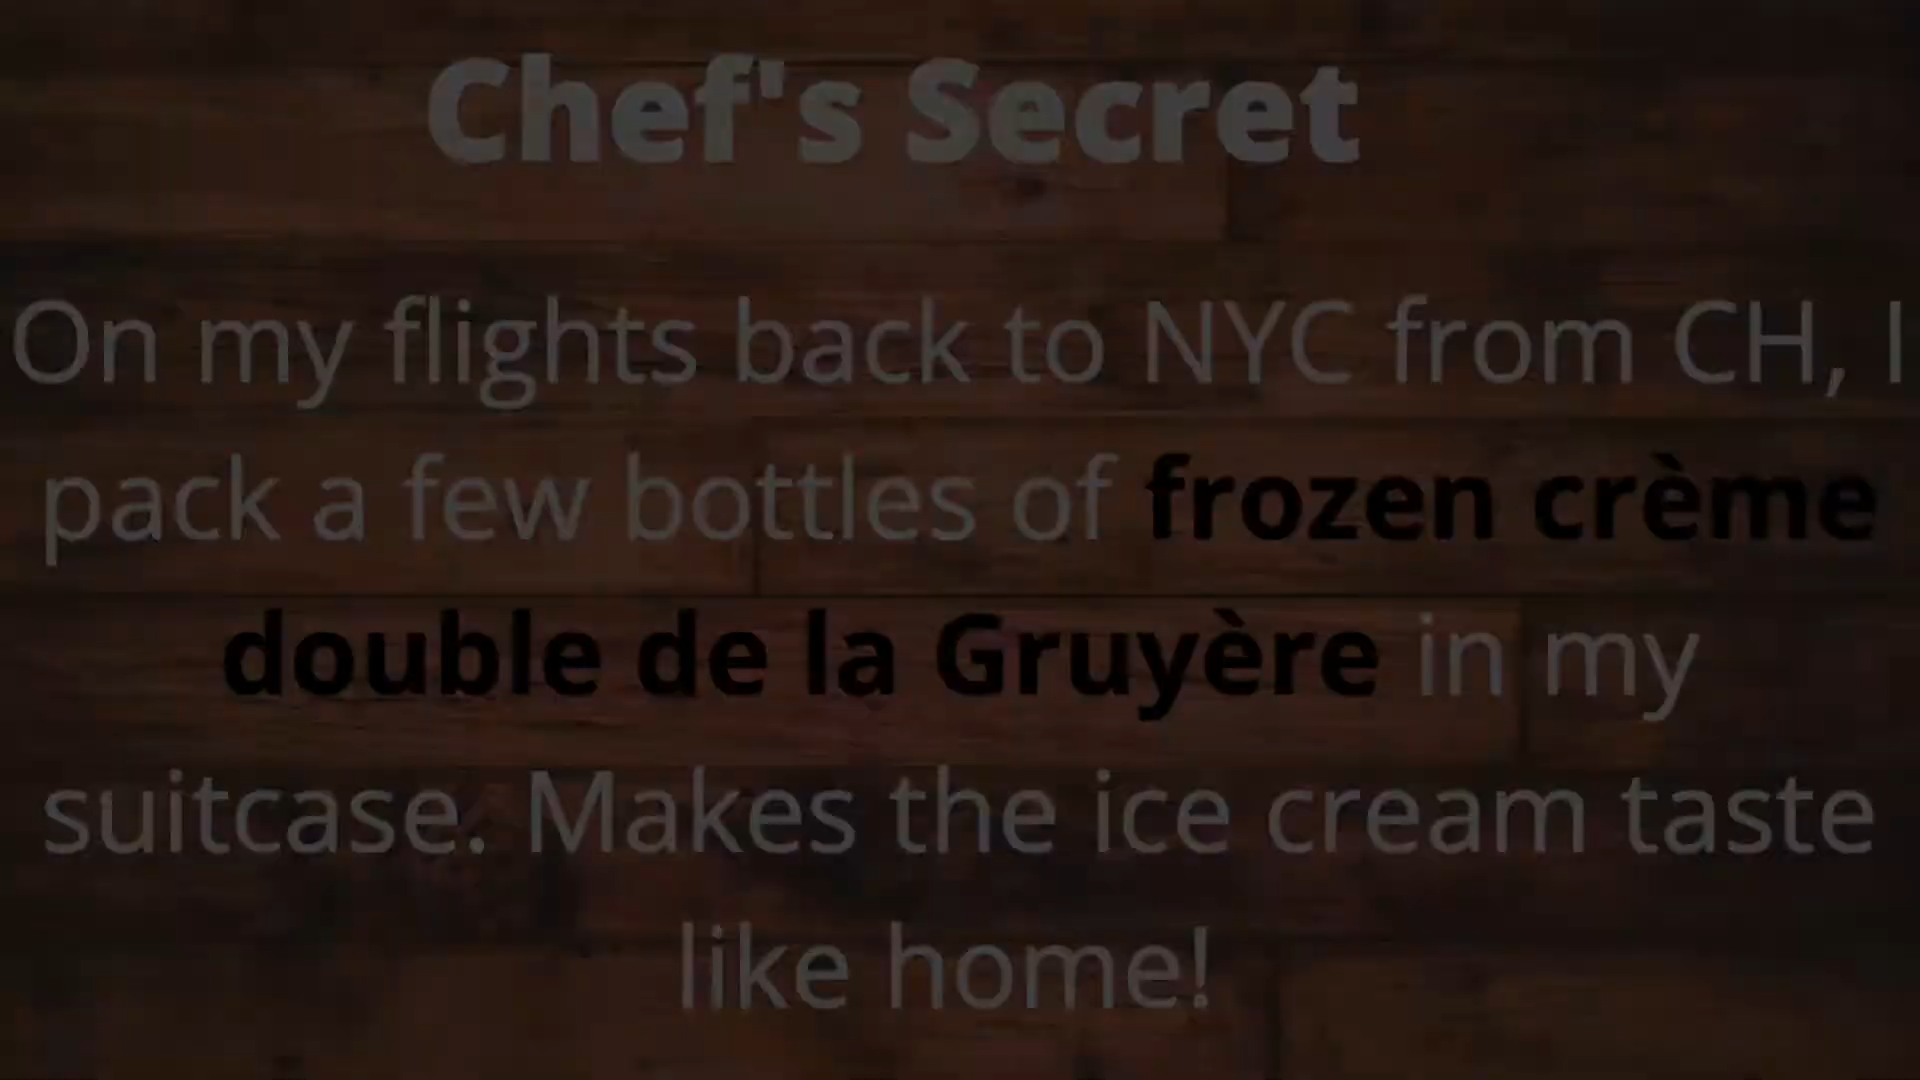 Chef's Secret
On my flights back to NYC from CH, I
pack a few bottles of frozen crème
double de la Gruyère in my
suitcase. Makes the ice cream taste
like home!